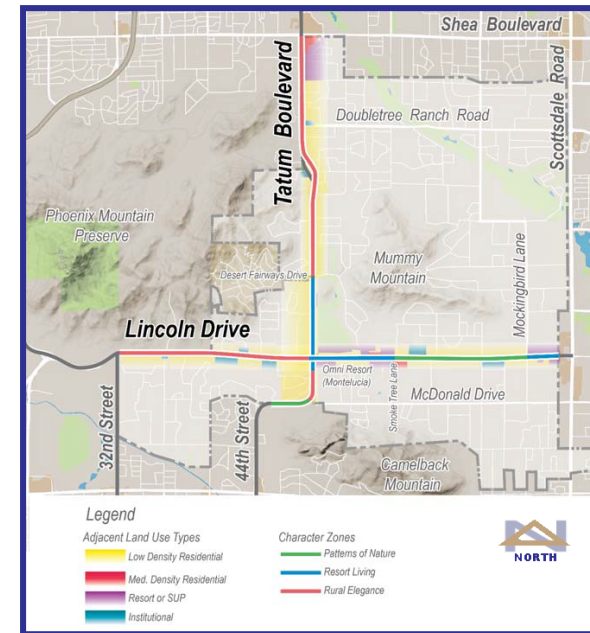 Shea Boulevard
Tatum Boulevard
Scottsdale Road
Doubletree Ranch Road
Phoenix Mountain
Preserve
Mummy
Mountain
Mockingbird Lane
Desert Fairways Drive
Lincoln Drive
Omni Resort
(Montelucia)
Smoke Tree Lane
McDonald Drive
32nd Street
44th Street
Camelback
Mountain
Legend
Adjacent Land Use Types
Low Density Residential
Med. Density Residential
Resort or SUP
Institutional
Character Zones
Patterns of Nature
Resort Living
Rural Elegance
N
NORTH